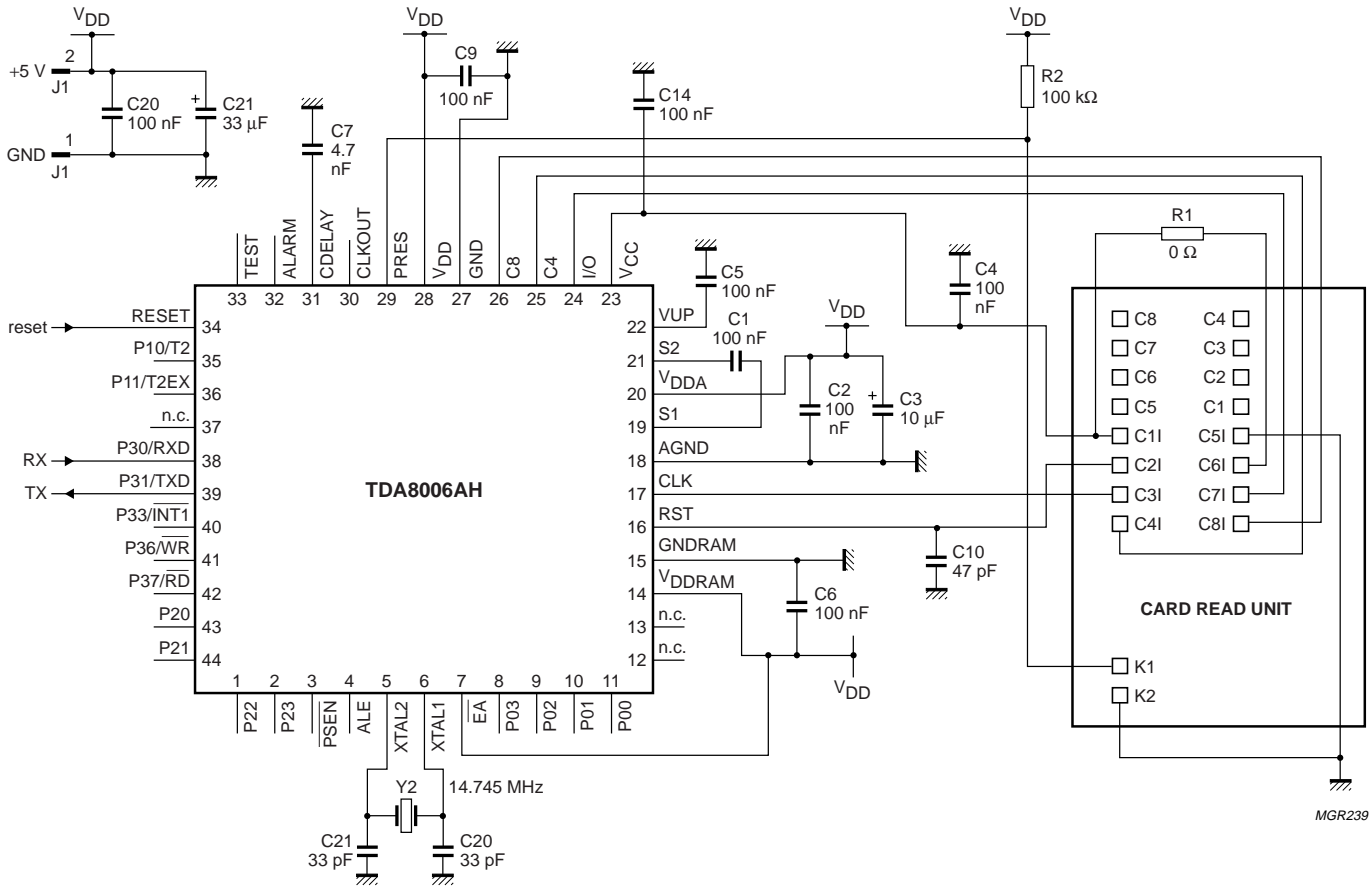 VDD
+5 V
2
J1
C20
100 nF
+
C21
33 μF
GND
1
J1
C7
4.7
nF
VDD
C9
100 nF
C14
100 nF
VDD
R2
100 kΩ
R1
0 Ω
TEST
ALARM
CDELAY
CLKOUT
PRES
VDD
GND
C8
C4
I/O
VCC
33
32
31
30
29
28
27
26
25
24
23
reset
RESET
34
P10/T2
35
P11/T2EX
36
n.c.
37
RX
P30/RXD
38
TX
P31/TXD
39
P33/INT1
40
P36/WR
41
P37/RD
42
P20
43
P21
44
TDA8006AH
22
VUP
21
S2
20
VDDA
19
S1
18
AGND
17
CLK
16
RST
15
GNDRAM
14
VDDRAM
13
n.c.
12
n.c.
C5
100 nF
C1
100 nF
VDD
C2
100
nF
+
C3
10 μF
C4
100
nF
C10
47 pF
C6
100 nF
VDD
C8
C4
C7
C3
C6
C2
C5
C1
C1I
C5I
C2I
C6I
C3I
C7I
C4I
C8I
CARD READ UNIT
K1
K2
1
2
3
4
5
6
7
8
9
10
11
P22
P23
PSEN
ALE
XTAL2
XTAL1
EA
P03
P02
P01
P00
Y2
14.745 MHz
C21
33 pF
C20
33 pF
MGR239